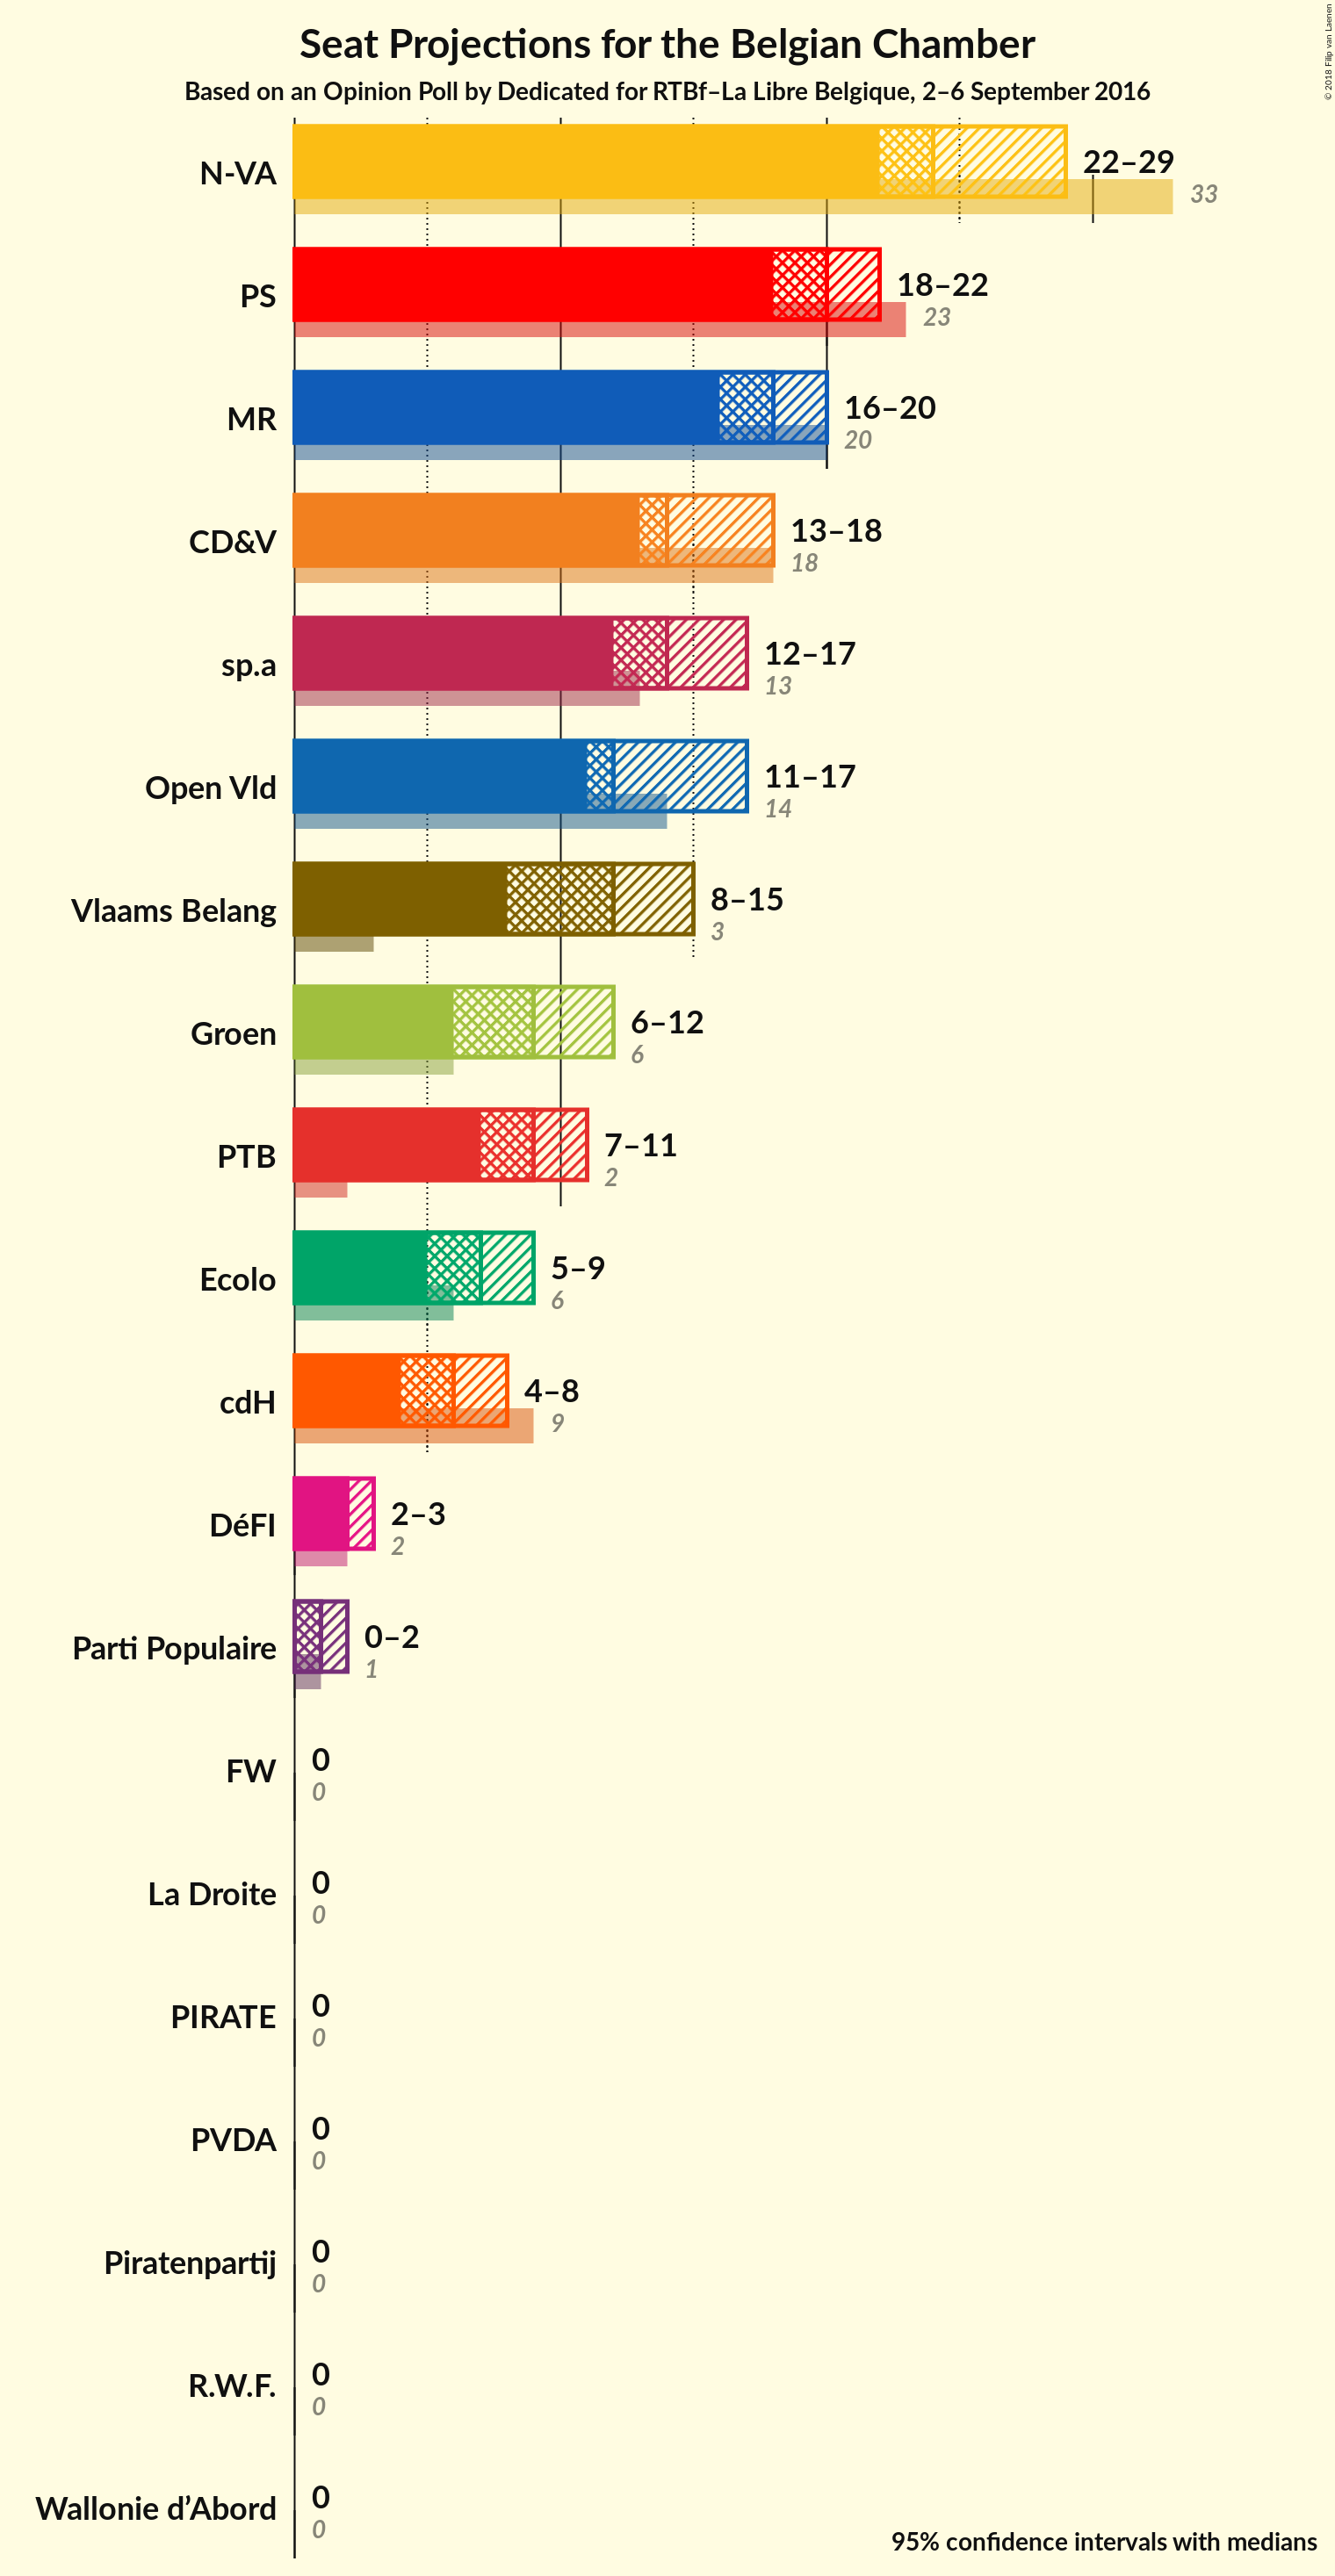 Seat Projections for the Belgian Chamber
Based on an Opinion Poll by Dedicated for RTBf–La Libre Belgique, 2–6 September 2016
© 2018 Filip van Laenen
N-VA
22–29
33
PS
18–22
23
MR
16–20
20
CD&V
13–18
18
sp.a
12–17
13
Open Vld
11–17
14
Vlaams Belang
8–15
3
Groen
6–12
6
PTB
7–11
2
Ecolo
5–9
6
cdH
4–8
9
DéFI
2–3
2
Parti Populaire
0–2
1
FW
0
0
La Droite
0
0
PIRATE
0
0
PVDA
0
0
Piratenpartij
0
0
R.W.F.
0
0
Wallonie d’Abord
0
0
95% confidence intervals with medians